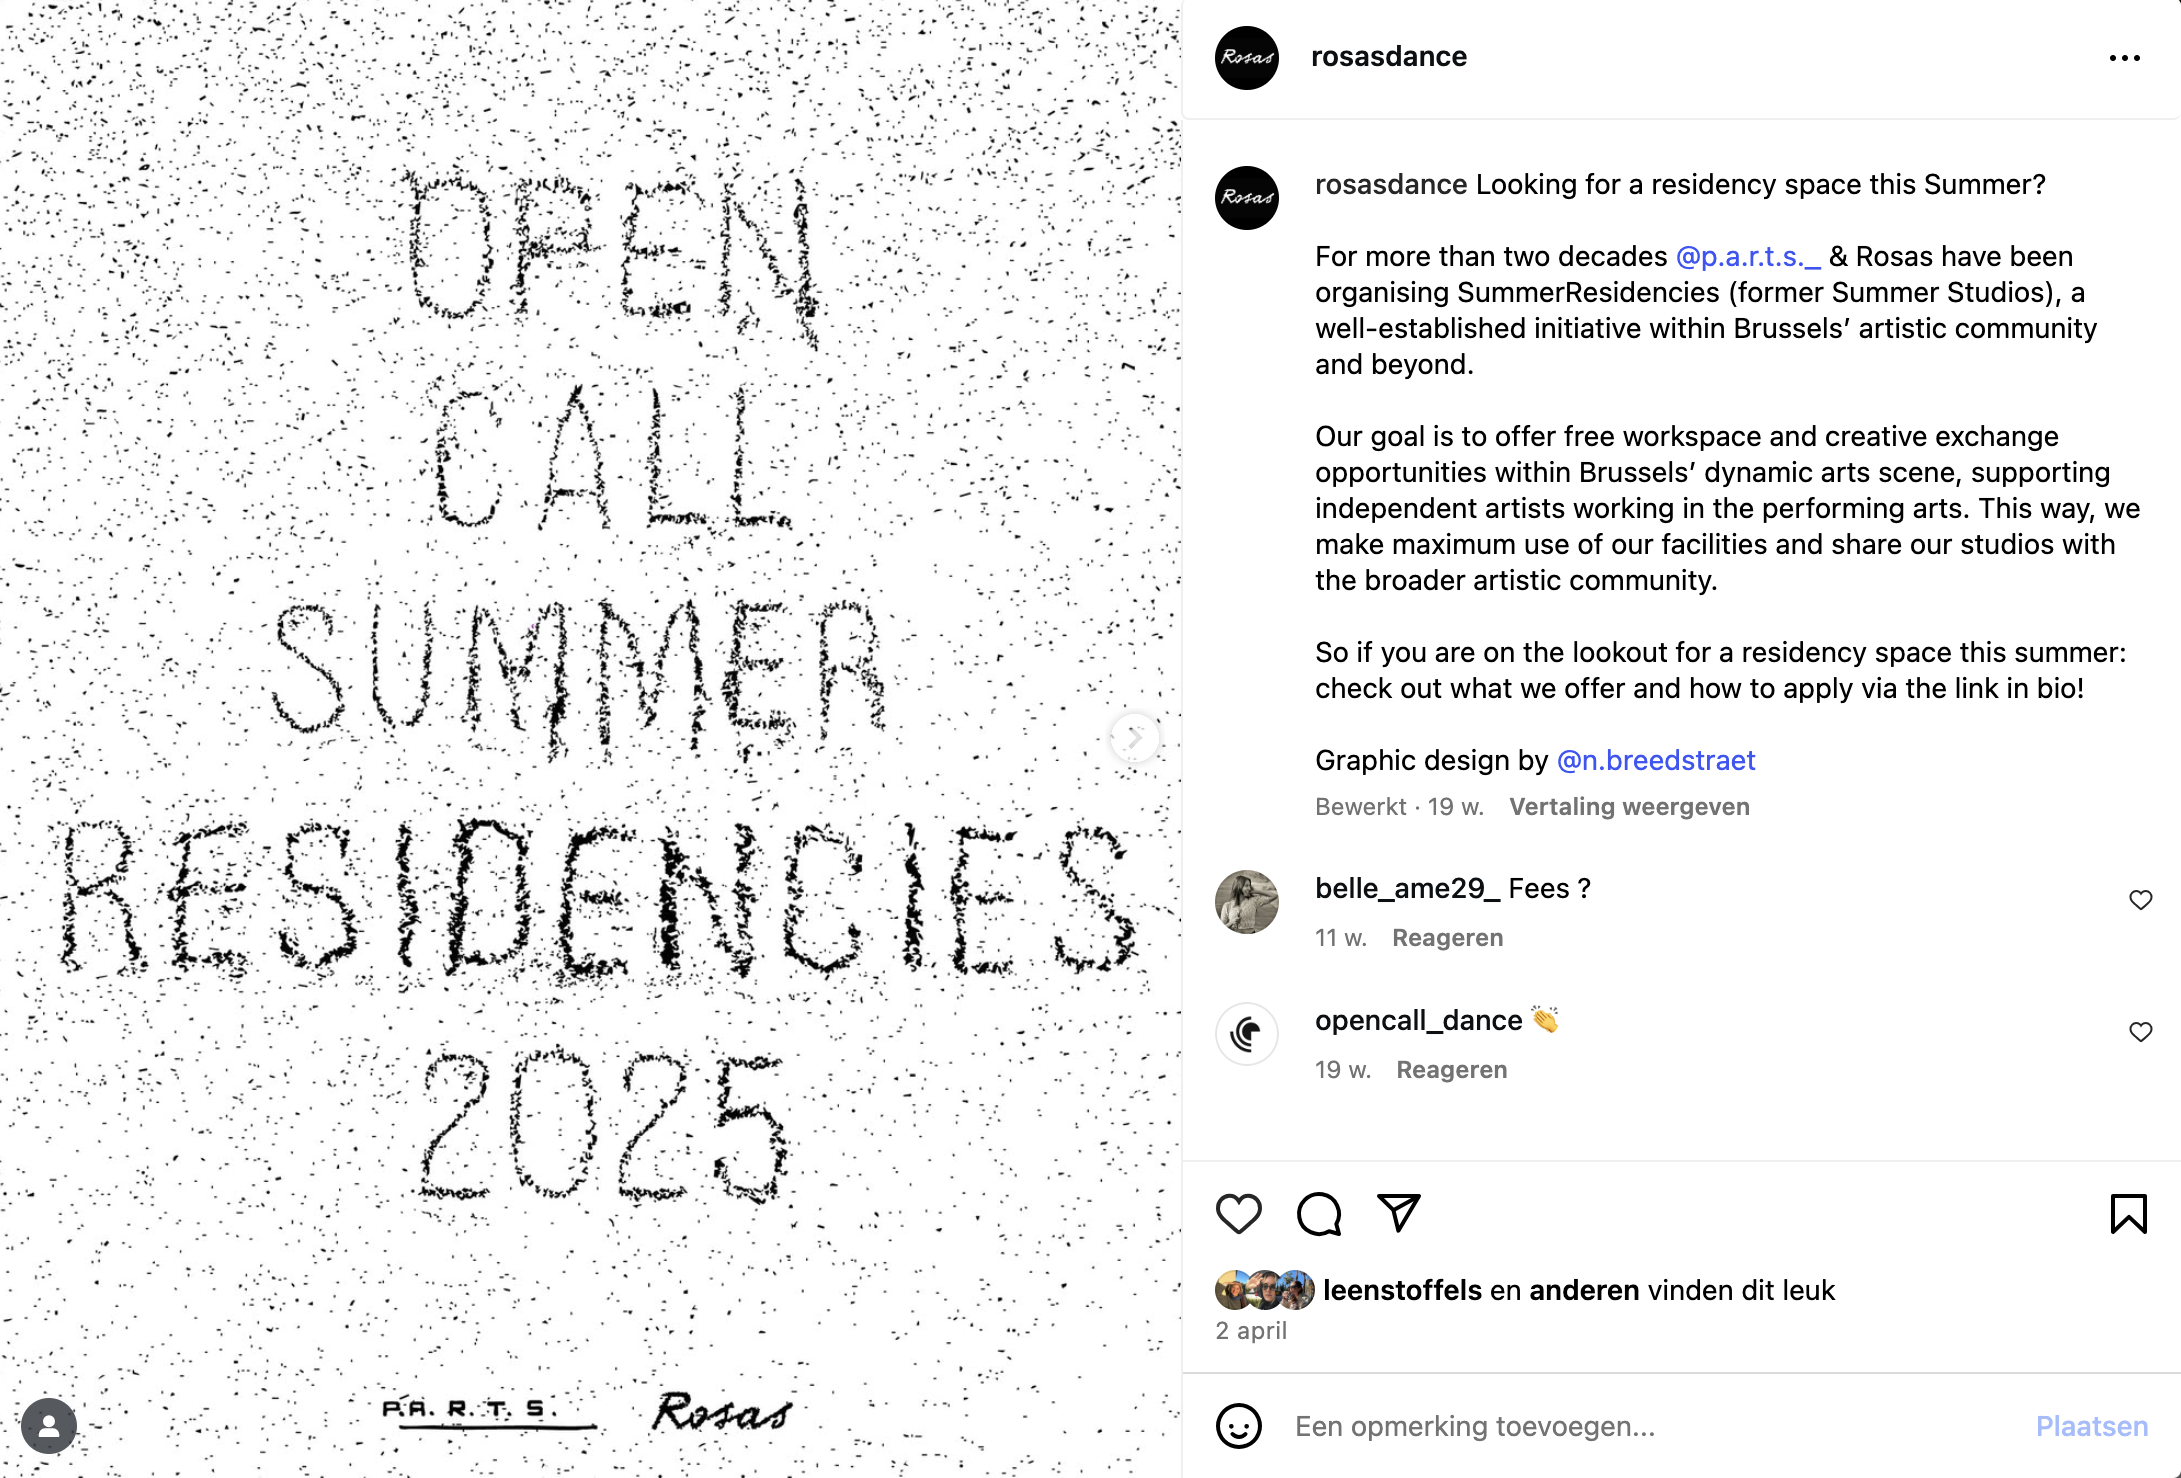 OPEN
CALL
SUMMER
RESIDENCIES
2025
P.A.R.T.S.
Rosas
Rosas
rosasdance
Rosas
rosasdance Looking for a residency space this Summer?
For more than two decades @p.a.r.t.s._ & Rosas have been
organising SummerResidencies (former Summer Studios), a
well-established initiative within Brussels’ artistic community
and beyond.
Our goal is to offer free workspace and creative exchange
opportunities within Brussels’ dynamic arts scene, supporting
independent artists working in the performing arts. This way, we
make maximum use of our facilities and share our studios with
the broader artistic community.
So if you are on the lookout for a residency space this summer:
check out what we offer and how to apply via the link in bio!
Graphic design by @n.breedstraet
Bewerkt · 19 w. Vertaling weergeven
belle_ame29_ Fees ?
11 w. Reageren
opencall_dance 👏
19 w. Reageren
leenstoffels en anderen vinden dit leuk
2 april
Een opmerking toevoegen...
Plaatsen